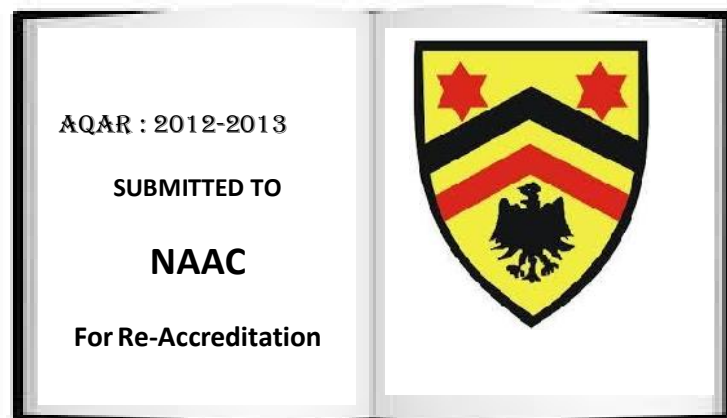 AQAR : 2012-2013
SUBMITTED TO
NAAC
For Re-Accreditation